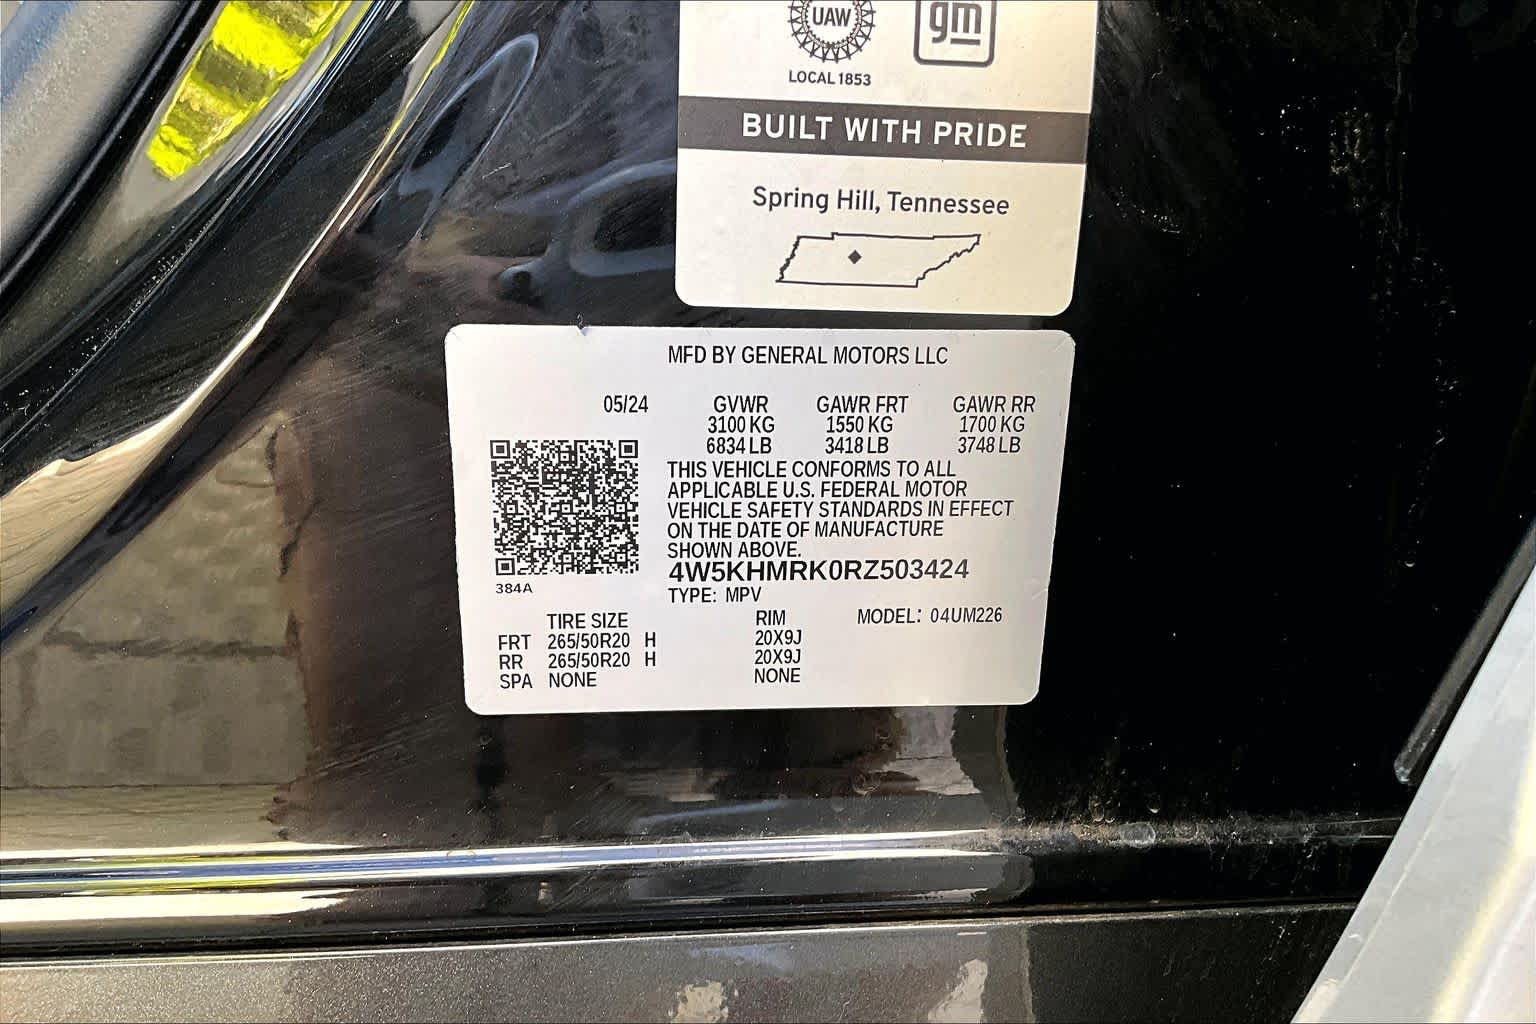 UAW
gm
LOCAL 1853
BUILT WITH PRIDE
Spring Hill, Tennessee
MFD BY GENERAL MOTORS LLC
05/24 GVWR GAWR FRT GAWR RR
3100 KG 1550 KG 1700 KG
6834 LB 3418 LB 3748 LB
THIS VEHICLE CONFORMS TO ALL
APPLICABLE U.S. FEDERAL MOTOR
VEHICLE SAFETY STANDARDS IN EFFECT
ON THE DATE OF MANUFACTURE
SHOWN ABOVE.
4W5KHMRK0RZ503424
384A
TYPE: MPV
TIRE SIZE RIM MODEL: 04UM226
FRT 265/50R20 H 20X9J
RR 265/50R20 H 20X9J
SPA NONE NONE